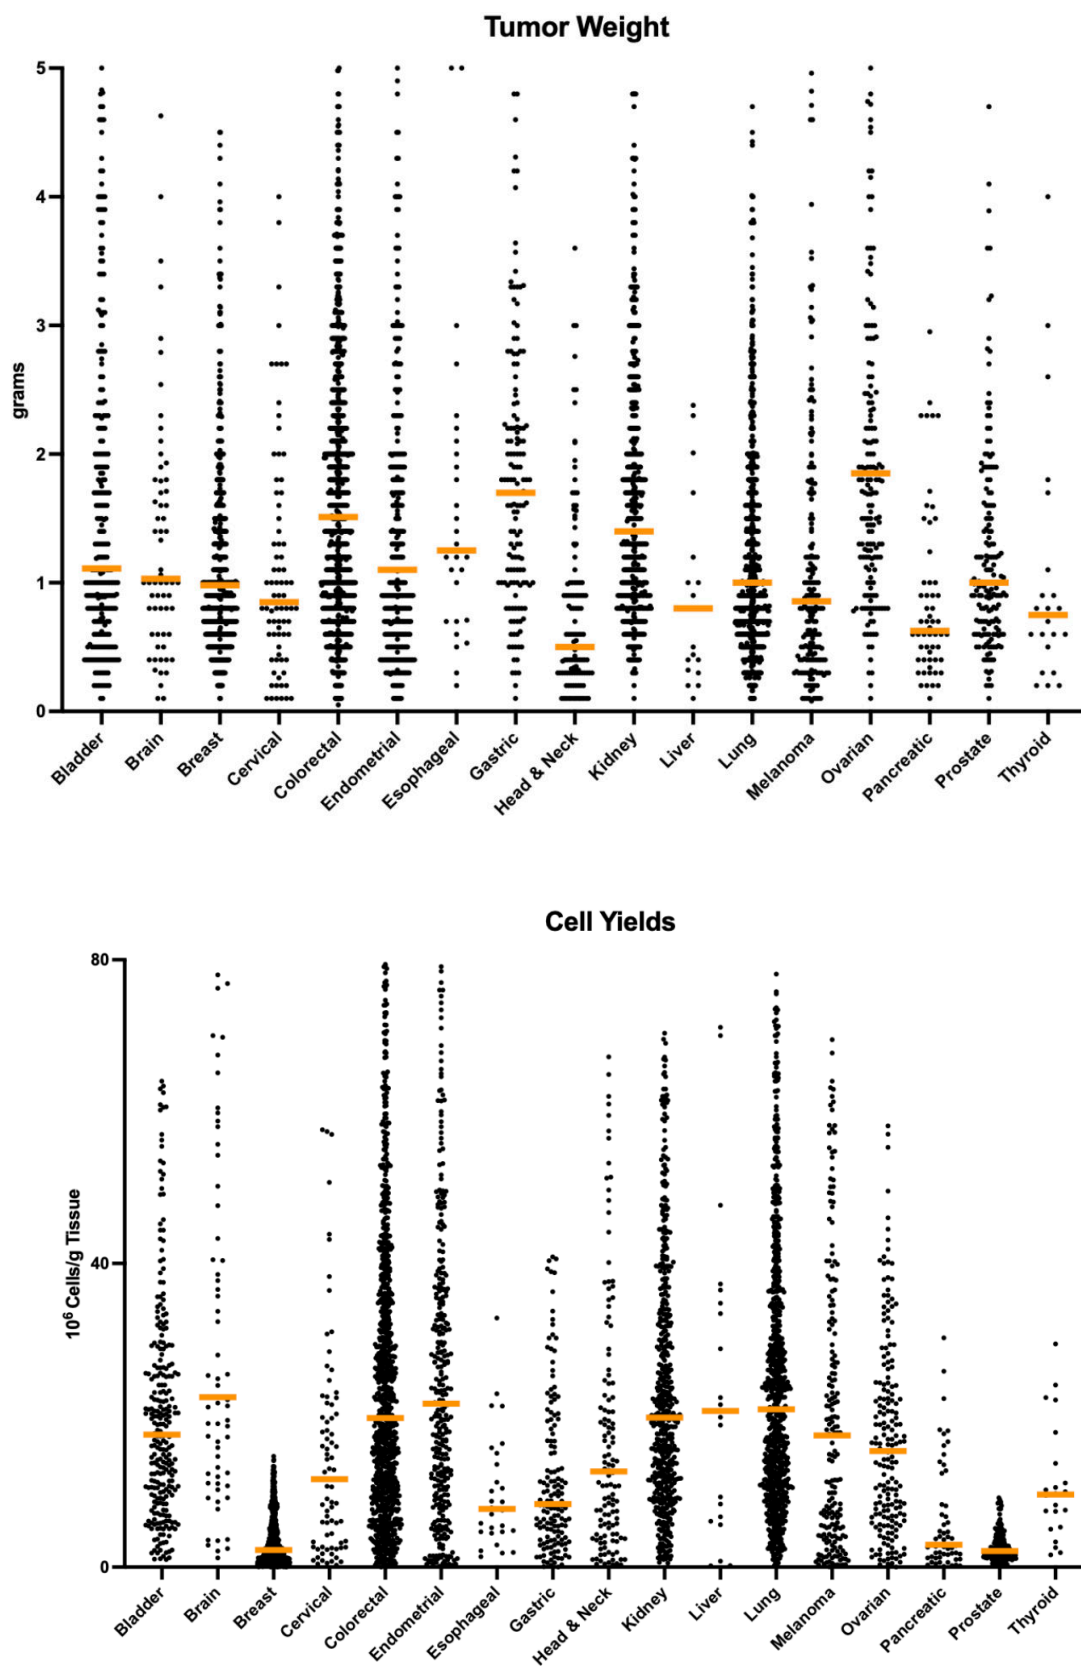 Tumor Weight
5
4
3
2
1
0
grams
Bladder
Brain
Breast
Cervical
Colorectal
Endometrial
Esophageal
Gastric
Head & Neck
Kidney
Liver
Lung
Melanoma
Ovarian
Pancreatic
Prostate
Thyroid
Cell Yields
80
40
0
10⁶ Cells/g Tissue
Bladder
Brain
Breast
Cervical
Colorectal
Endometrial
Esophageal
Gastric
Head & Neck
Kidney
Liver
Lung
Melanoma
Ovarian
Pancreatic
Prostate
Thyroid